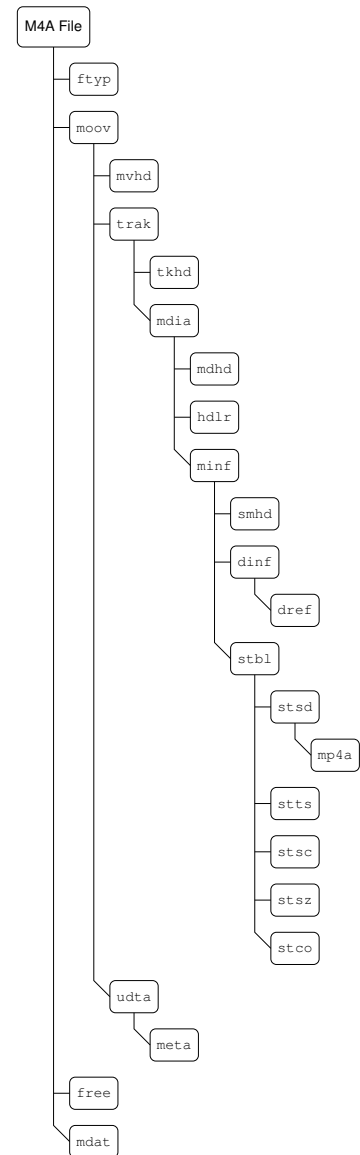 M4A File
ftyp
moov
mvhd
trak
tkhd
mdia
mdhd
hdlr
minf
smhd
dinf
dref
stbl
stsd
mp4a
stts
stsc
stsz
stco
udta
meta
free
mdat